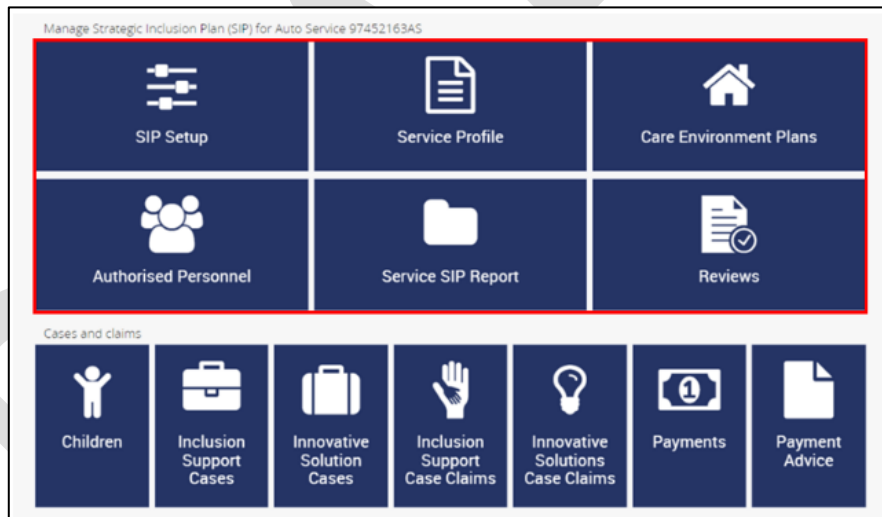 Manage Strategic Inclusion Plan (SIP) for Auto Service 97452163AS
SIP Setup
Service Profile
Care Environment Plans
Authorised Personnel
Service SIP Report
Reviews
Cases and claims
Children
Inclusion
Support
Cases
Innovative
Solution
Cases
Inclusion
Support
Case Claims
Innovative
Solutions
Case Claims
1
Payments
Payment
Advice